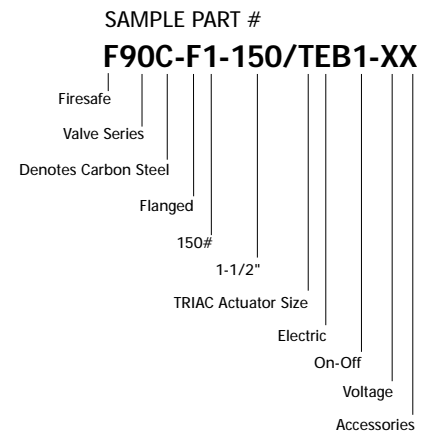 SAMPLE PART #
F90C-F1-150/TEB1-XX
Firesafe
Valve Series
Denotes Carbon Steel
Flanged
150#
1-1/2"
TRIAC Actuator Size
Electric
On-Off
Voltage
Accessories